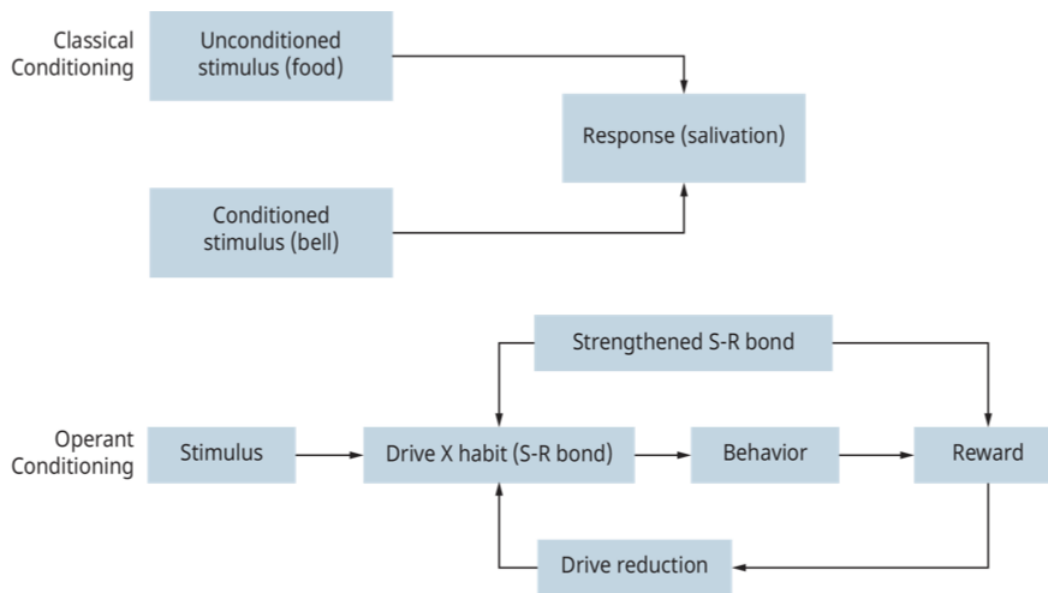 Classical
Conditioning
Unconditioned
stimulus (food)
Response (salivation)
Conditioned
stimulus (bell)
Strengthened S-R bond
Operant
Conditioning
Stimulus
Drive X habit (S-R bond)
Behavior
Reward
Drive reduction